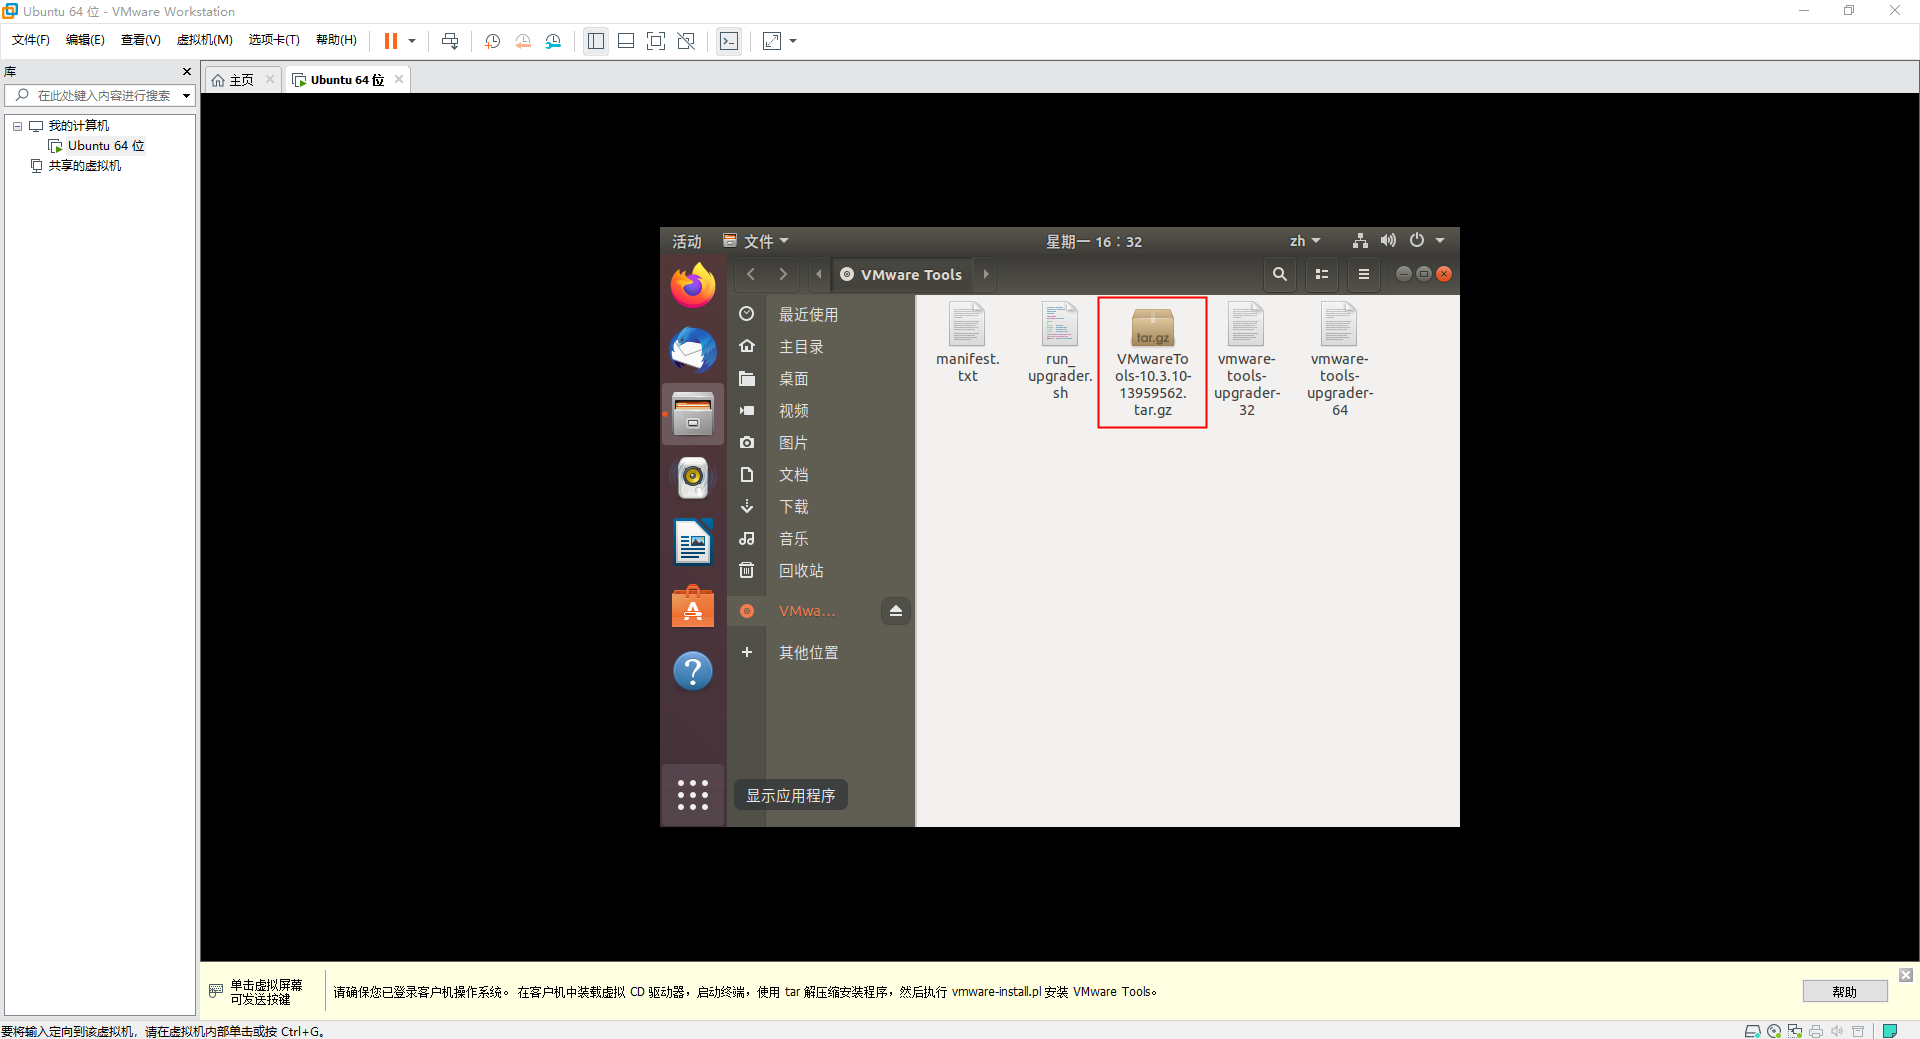 Ubuntu 64 位 - VMware Workstation
文件(F) 编辑(E) 查看(V) 虚拟机(M) 选项卡(T) 帮助(H)
库
在此处键入内容进行搜索
我的计算机
Ubuntu 64 位
共享的虚拟机
主页
Ubuntu 64 位
活动
文件
星期一 16：32
zh
VMware Tools
最近使用
主目录
桌面
视频
图片
文档
下载
音乐
回收站
VMwa...
其他位置
显示应用程序
manifest.
txt
run_
upgrader.
sh
tar.gz
VMwareTo
ols-10.3.10-
13959562.
tar.gz
vmware-
tools-
upgrader-
32
vmware-
tools-
upgrader-
64
单击虚拟屏幕
可发送按键
请确保您已登录客户机操作系统。 在客户机中装载虚拟 CD 驱动器，启动终端，使用 tar 解压缩安装程序，然后执行 vmware-install.pl 安装 VMware Tools。
帮助
要将输入定向到该虚拟机，请在虚拟机内部单击或按 Ctrl+G。